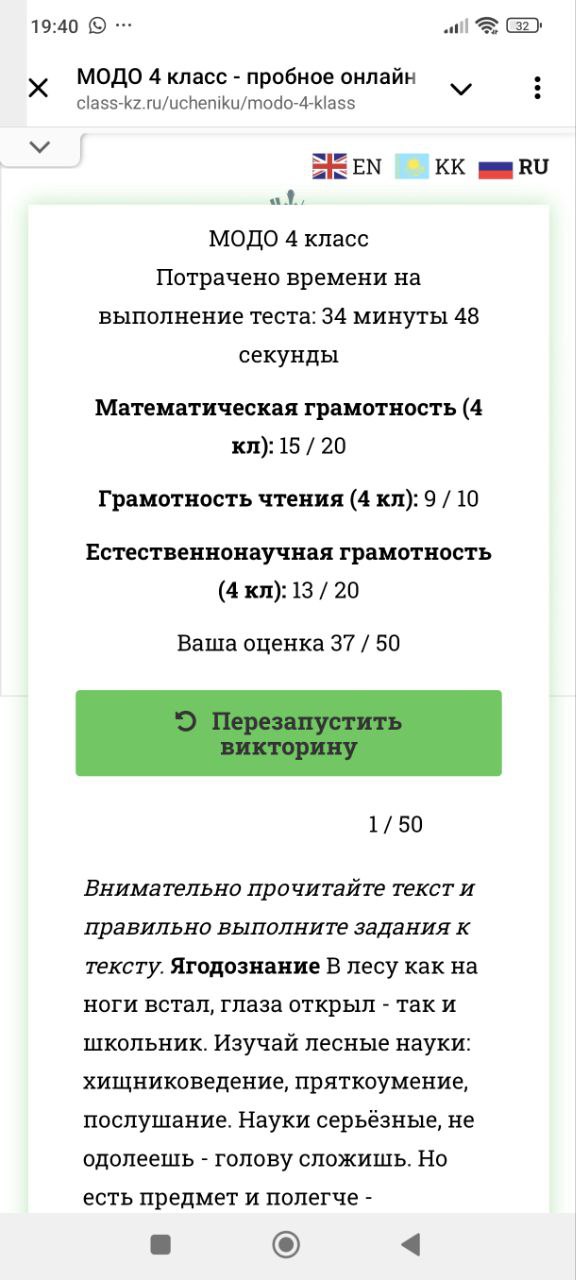 19:40 ...
32
МОДО 4 класс - пробное онлайн
class-kz.ru/ucheniku/modo-4-klass
EN KK RU
МОДО 4 класс
Потрачено времени на
выполнение теста: 34 минуты 48
секунды
Математическая грамотность (4
кл): 15 / 20
Грамотность чтения (4 кл): 9 / 10
Естественнонаучная грамотность
(4 кл): 13 / 20
Ваша оценка 37 / 50
Перезапустить
викторину
1 / 50
Внимательно прочитайте текст и
правильно выполните задания к
тексту. Ягодознание В лесу как на
ноги встал, глаза открыл - так и
школьник. Изучай лесные науки:
хищниковедение, пряткоумение,
послушание. Науки серьёзные, не
одолеешь - голову сложишь. Но
есть предмет и полегче -